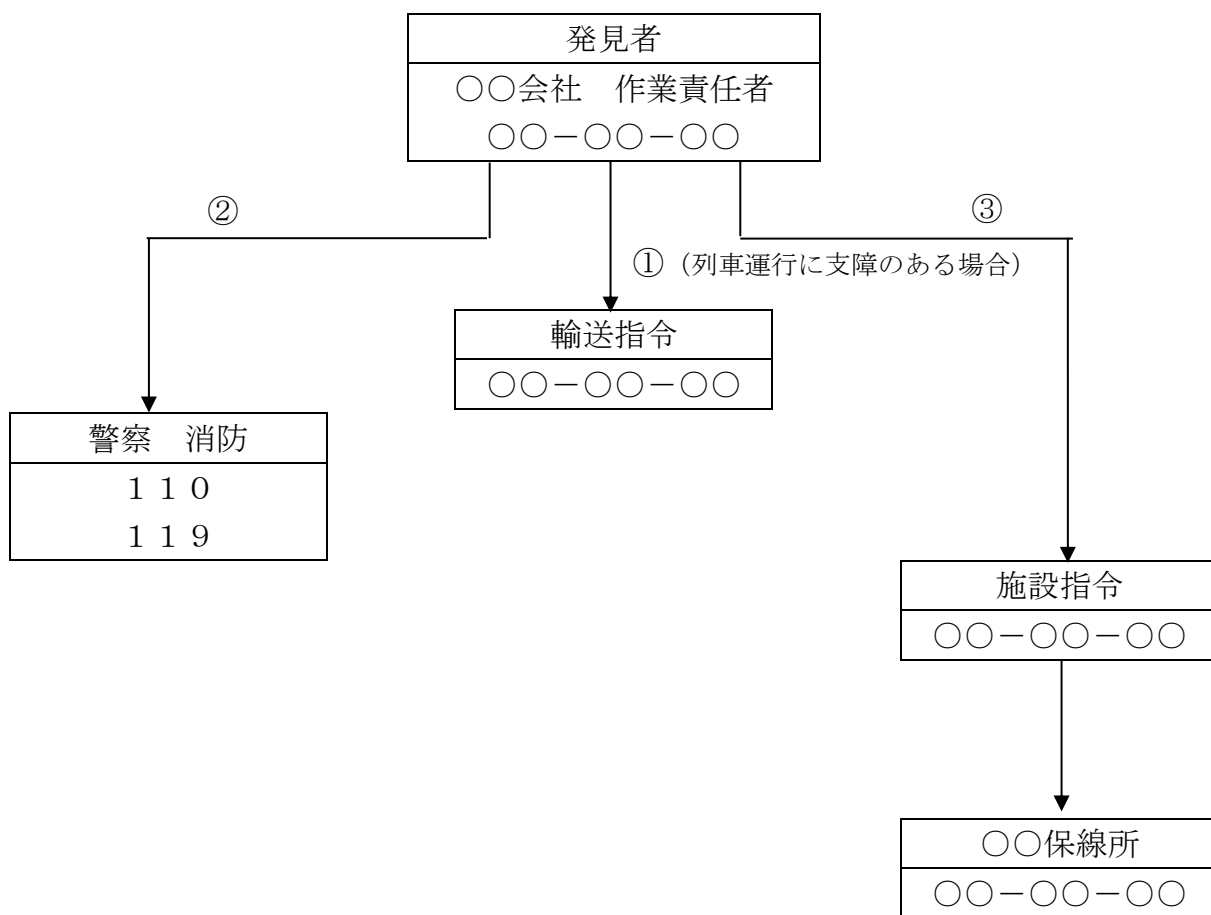 発見者
○○会社　作業責任者
○○－○○－○○
②
③
①（列車運行に支障のある場合）
輸送指令
○○－○○－○○
警察　消防
１１０
１１９
施設指令
○○－○○－○○
○○保線所
○○－○○－○○